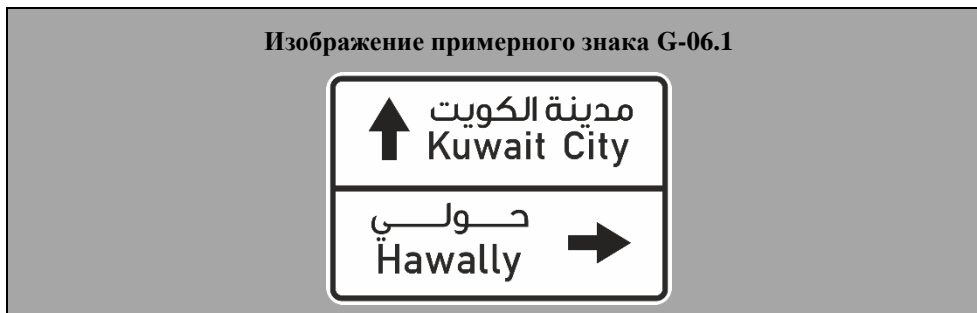 Изображение примерного знака G-06.1
مدينة الكويت
Kuwait City
حـــولـــي
Hawally